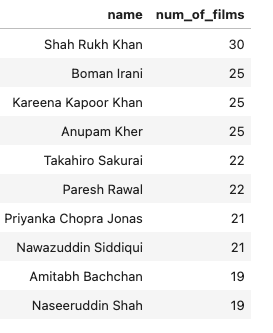 name num_of_films
Shah Rukh Khan 30
Boman Irani 25
Kareena Kapoor Khan 25
Anupam Kher 25
Takahiro Sakurai 22
Paresh Rawal 22
Priyanka Chopra Jonas 21
Nawazuddin Siddiqui 21
Amitabh Bachchan 19
Naseeruddin Shah 19